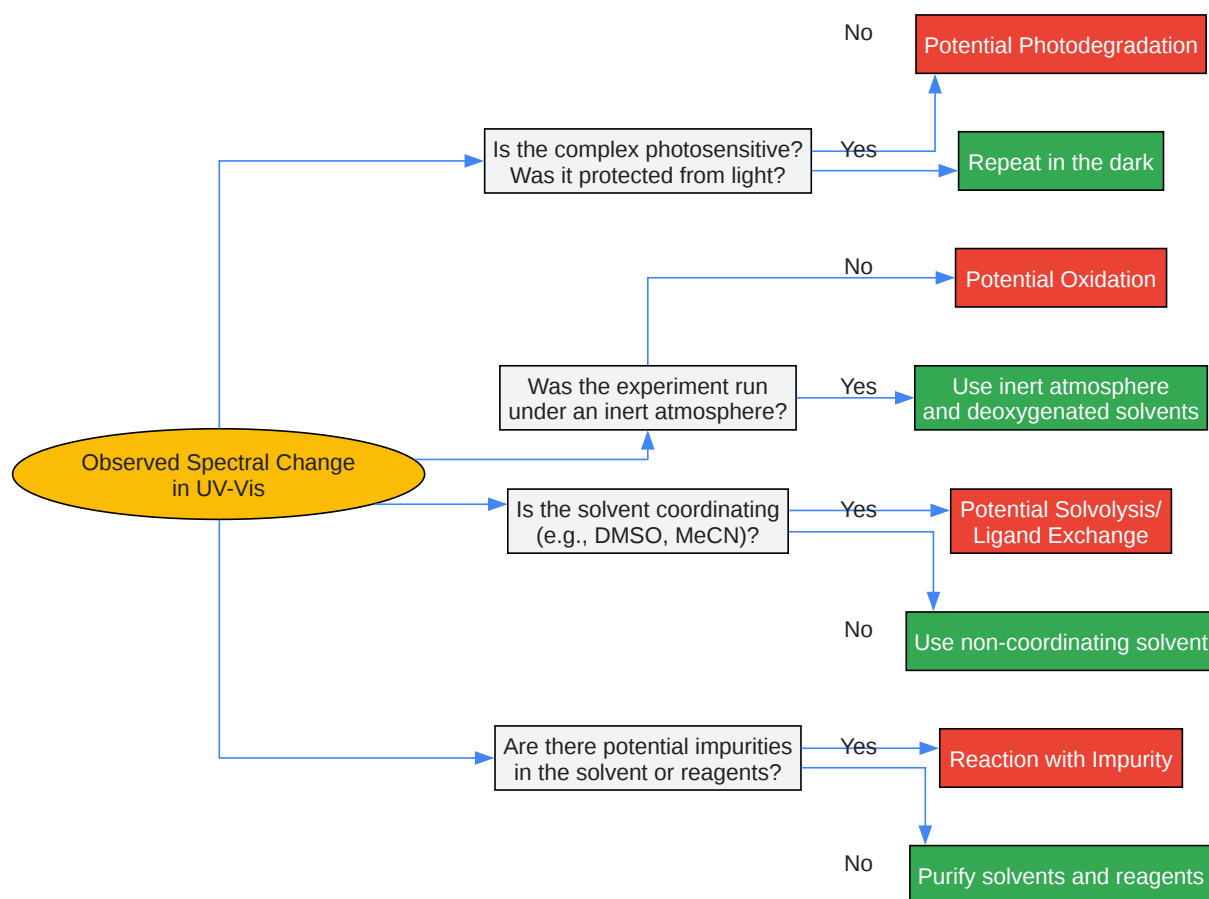 No
Potential Photodegradation
Is the complex photosensitive?
Was it protected from light?
Yes
Repeat in the dark
No
Potential Oxidation
Was the experiment run
under an inert atmosphere?
Yes
Use inert atmosphere
and deoxygenated solvents
Observed Spectral Change
in UV-Vis
Is the solvent coordinating
(e.g., DMSO, MeCN)?
Yes
Potential Solvolysis/
Ligand Exchange
No
Use non-coordinating solvent
Are there potential impurities
in the solvent or reagents?
Yes
Reaction with Impurity
No
Purify solvents and reagents